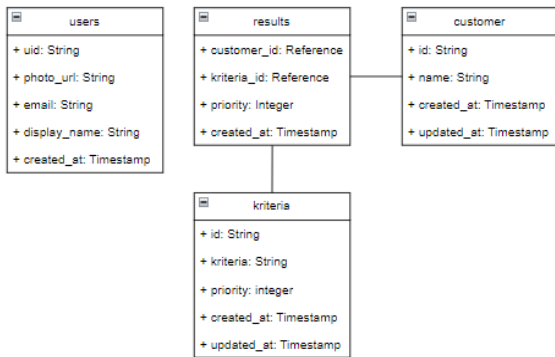 users
+ uid: String
+ photo_url: String
+ email: String
+ display_name: String
+ created_at: Timestamp
results
+ customer_id: Reference
+ kriteria_id: Reference
+ priority: Integer
+ created_at: Timestamp
customer
+ id: String
+ name: String
+ created_at: Timestamp
+ updated_at: Timestamp
kriteria
+ id: String
+ kriteria: String
+ priority: integer
+ created_at: Timestamp
+ updated_at: Timestamp